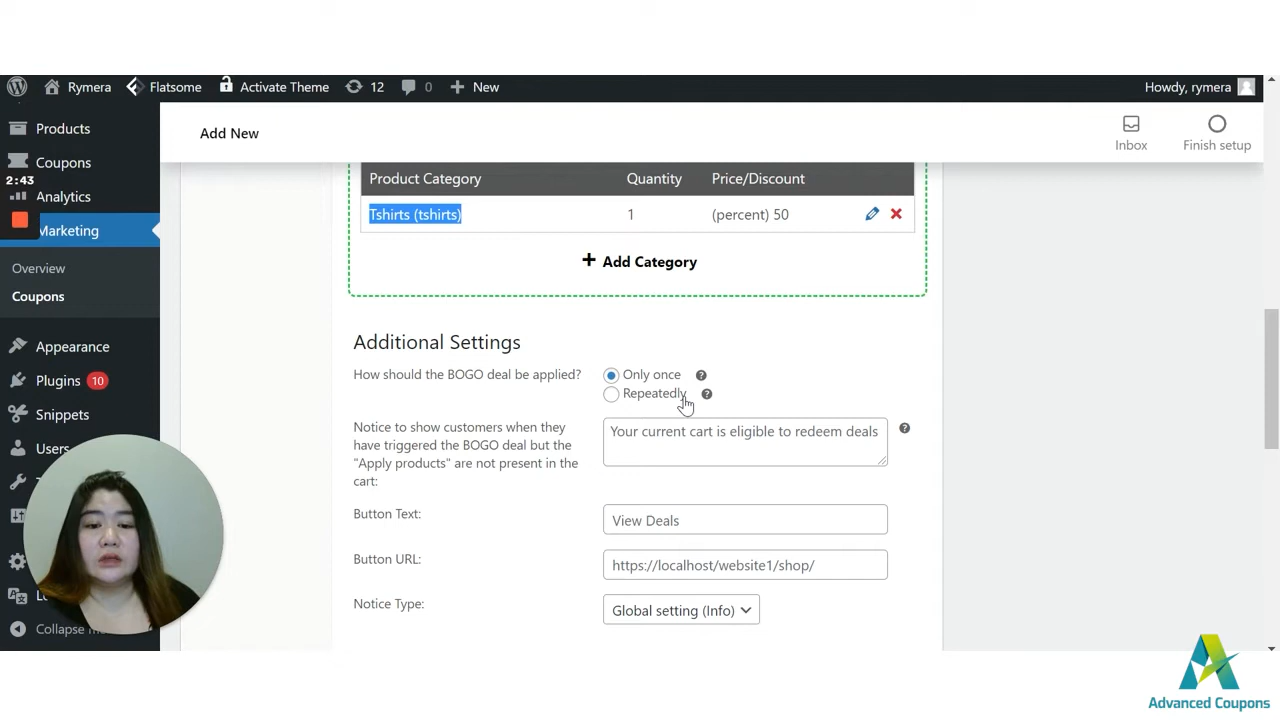 Rymera
Flatsome
Activate Theme
12
0
New
Howdy, rymera
Products
Coupons
2:43
Analytics
Marketing
Overview
Coupons
Appearance
Plugins 10
Snippets
Users
Collapse m
Add New
Inbox
Finish setup
Product Category Quantity Price/Discount
Tshirts (tshirts) 1 (percent) 50
+ Add Category
Additional Settings
How should the BOGO deal be applied?
Only once ?
Repeatedly ?
Notice to show customers when they
have triggered the BOGO deal but the
"Apply products" are not present in the
cart:
Your current cart is eligible to redeem deals
?
Button Text:
View Deals
Button URL:
https://localhost/website1/shop/
Notice Type:
Global setting (Info)
Advanced Coupons